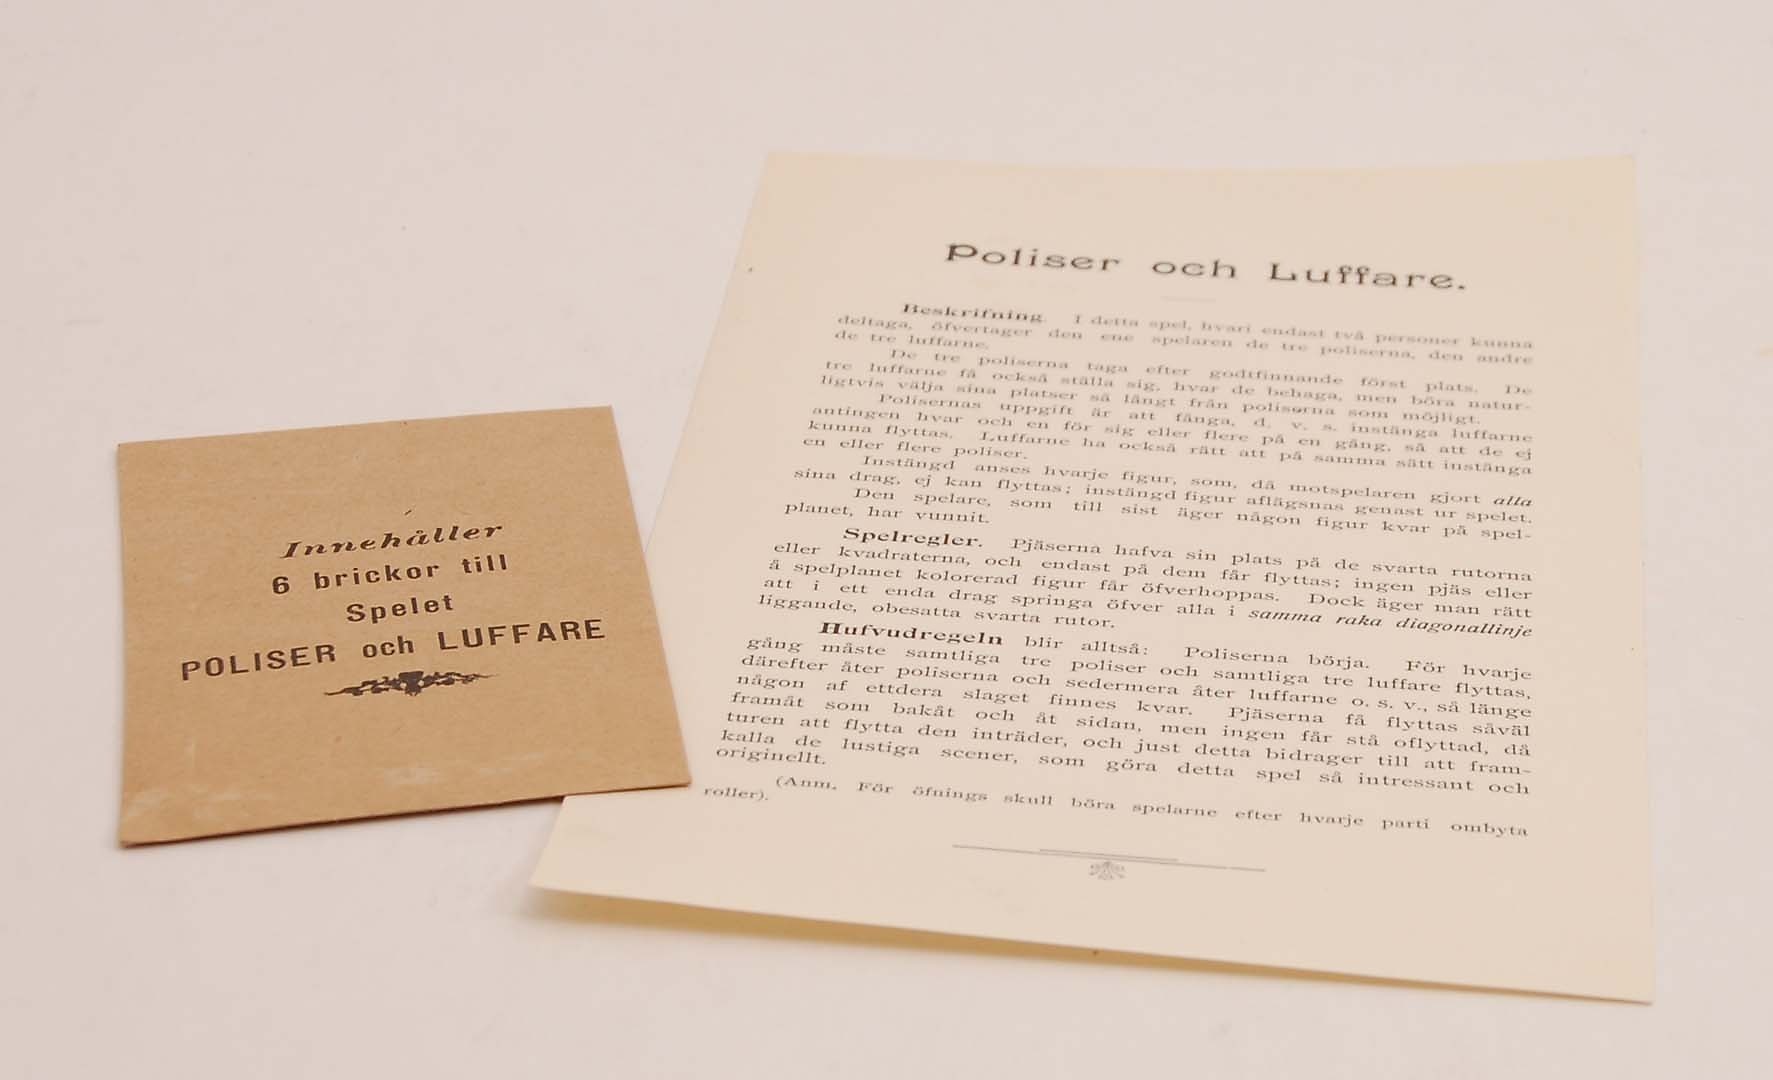 Innehåller
6 brickor till
Spelet
POLISER och LUFFARE
Poliser och Luffare.
Beskrifning. I detta spel, hvari endast två personer kunna
deltaga, öfvertager den ene spelaren de tre poliserna, den andre
de tre luffarne.
De tre poliserna taga efter godtfinnande först plats. De
tre luffarne få också ställa sig, hvar de behaga, men böra natur-
ligtvis välja sina platser så långt från poliserna som möjligt.
Polisernas uppgift är att fånga, d. v. s. instänga luffarne
antingen hvar och en för sig eller flere på en gång, så att de ej
kunna flyttas. Luffarne ha också rätt att på samma sätt instänga
en eller flere poliser.
Instängd anses hvarje figur, som, då motspelaren gjort alla
sina drag, ej kan flyttas; instängd figur aflägsnas genast ur spelet.
Den spelare, som till sist äger någon figur kvar på spel-
planet, har vunnit.
Spelregler. Pjäserna hafva sin plats på de svarta rutorna
eller kvadraterna, och endast på dem får flyttas; ingen pjäs eller
å spelplanet kolorerad figur får öfverhoppas. Dock äger man rätt
att i ett enda drag springa öfver alla i samma raka diagonallinje
liggande, obesatta svarta rutor.
Hufvudregeln blir alltså: Poliserna börja. För hvarje
gång måste samtliga tre poliser och samtliga tre luffare flyttas,
därefter åter poliserna och sedermera åter luffarne o. s. v., så länge
någon af ettdera slaget finnes kvar. Pjäserna få flyttas såväl
framåt som bakåt och åt sidan, men ingen får stå oflyttad, då
turen att flytta den inträder, och just detta bidrager till att fram-
kalla de lustiga scener, som göra detta spel så intressant och
originellt.
(Anm. För öfnings skull böra spelarne efter hvarje parti ombyta
roller).